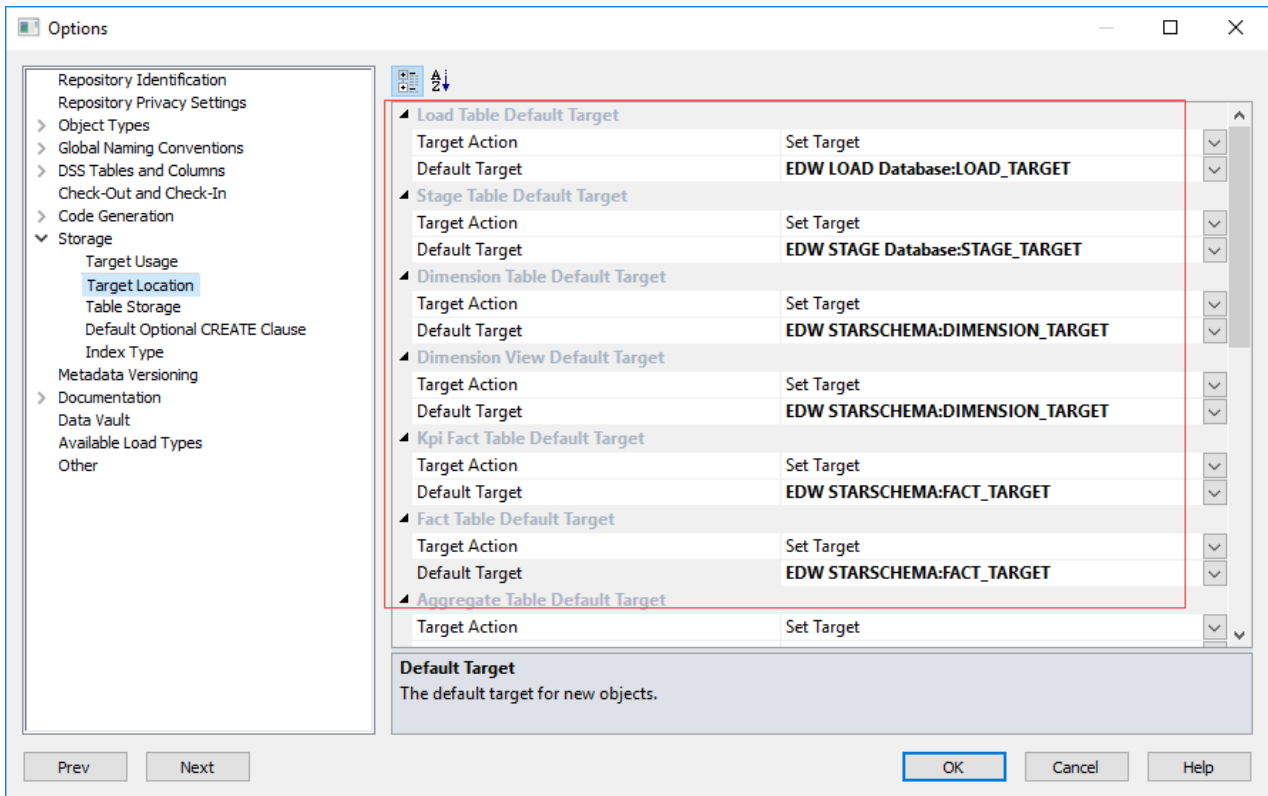 Options
Repository Identification
Repository Privacy Settings
Object Types
Global Naming Conventions
DSS Tables and Columns
Check-Out and Check-In
Code Generation
Storage
Target Usage
Target Location
Table Storage
Default Optional CREATE Clause
Index Type
Metadata Versioning
Documentation
Data Vault
Available Load Types
Other
Load Table Default Target
Target Action Set Target
Default Target EDW LOAD Database:LOAD_TARGET
Stage Table Default Target
Target Action Set Target
Default Target EDW STAGE Database:STAGE_TARGET
Dimension Table Default Target
Target Action Set Target
Default Target EDW STARSCHEMA:DIMENSION_TARGET
Dimension View Default Target
Target Action Set Target
Default Target EDW STARSCHEMA:DIMENSION_TARGET
Kpi Fact Table Default Target
Target Action Set Target
Default Target EDW STARSCHEMA:FACT_TARGET
Fact Table Default Target
Target Action Set Target
Default Target EDW STARSCHEMA:FACT_TARGET
Aggregate Table Default Target
Target Action Set Target
Default Target
The default target for new objects.
Prev Next OK Cancel Help